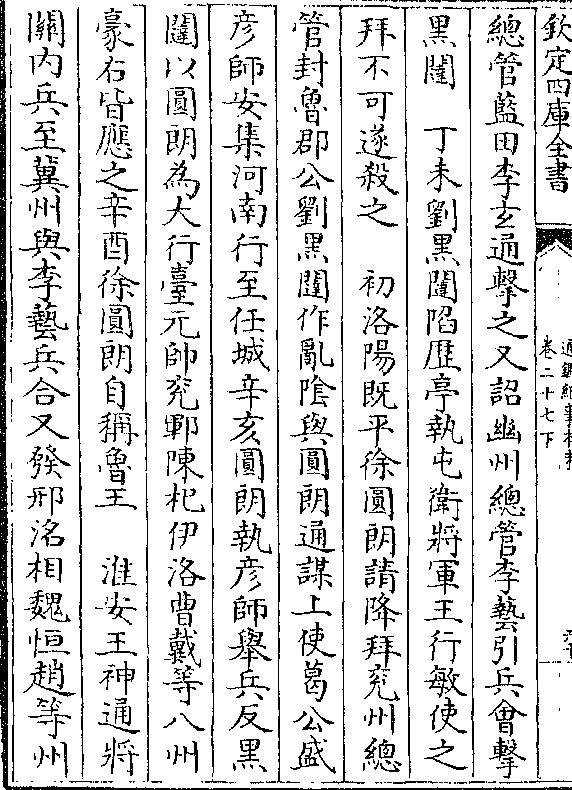 欽定四庫全書
通鑑紀事本末
卷二十七下
總管藍田李玄通擊之又詔幽州總管李藝引兵會擊
黑闥　丁未劉黑闥陷歴亭執屯衛將軍王行敏使之
拜不可遂殺之　初洛陽既平徐圓朗請降拜兖州總
管封魯郡公劉黑闥作亂隂與圓朗通謀上使葛公盛
彦師安集河南行至任城辛亥圓朗執彦師舉兵反黑
闥以圓朗為大行臺元帥兖鄆陳杞伊洛曹戴等八州
豪右皆應之辛酉徐圓朗自稱魯王　淮安王神通將
關内兵至冀州與李藝兵合又發邢洺相魏恒趙等州